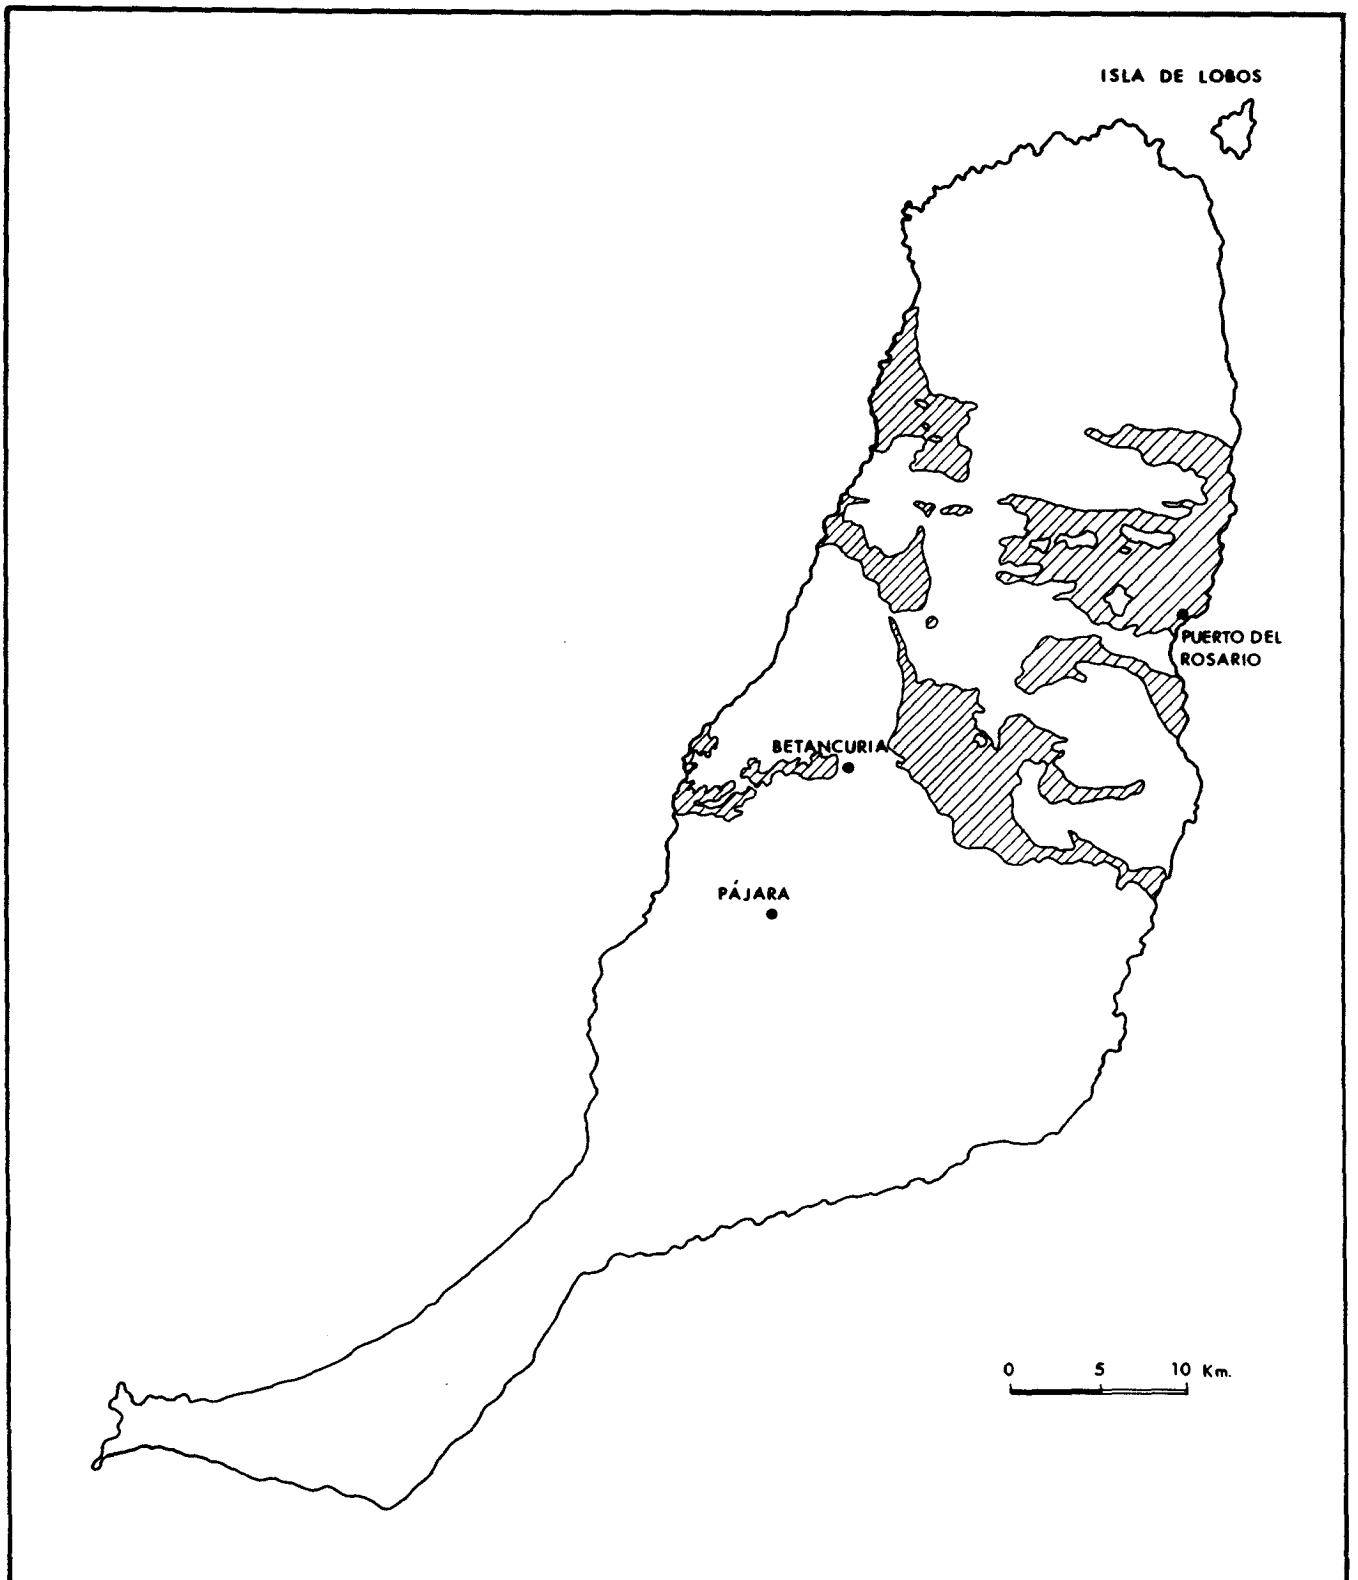 ISLA DE LOBOS
PUERTO DEL
ROSARIO
BETANCURIA
PÁJARA
0 5 10 Km.